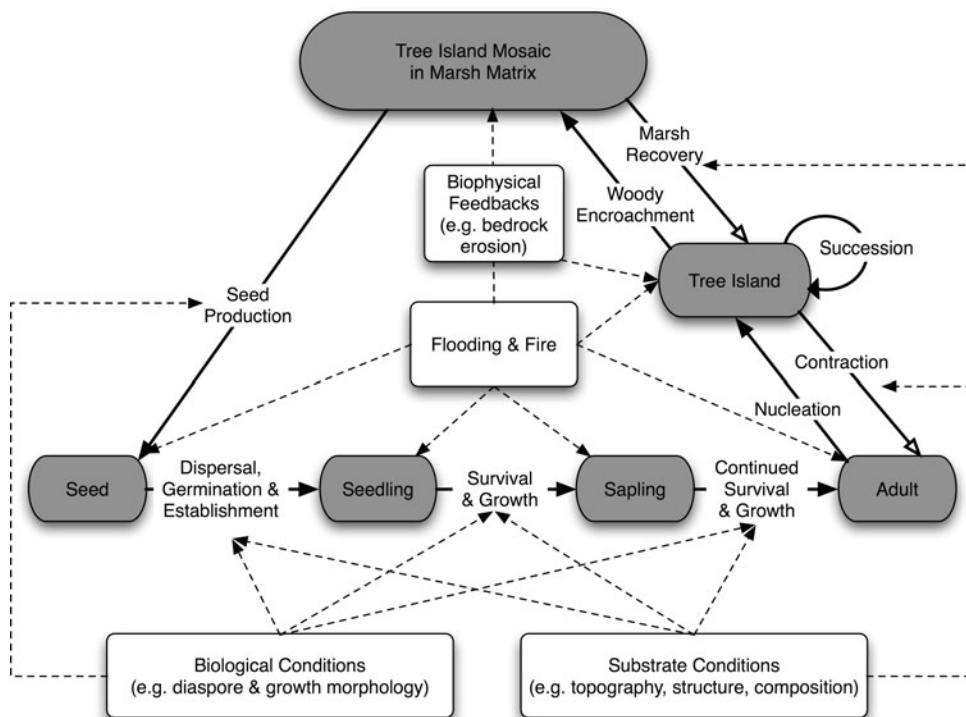 Tree Island Mosaic
in Marsh Matrix
Marsh
Recovery
Biophysical
Feedbacks
(e.g. bedrock
erosion)
Woody
Encroachment
Succession
Tree Island
Seed
Production
Flooding & Fire
Contraction
Nucleation
Seed
Dispersal,
Germination &
Establishment
Seedling
Survival
& Growth
Sapling
Continued
Survival
& Growth
Adult
Biological Conditions
(e.g. diaspore & growth morphology)
Substrate Conditions
(e.g. topography, structure, composition)